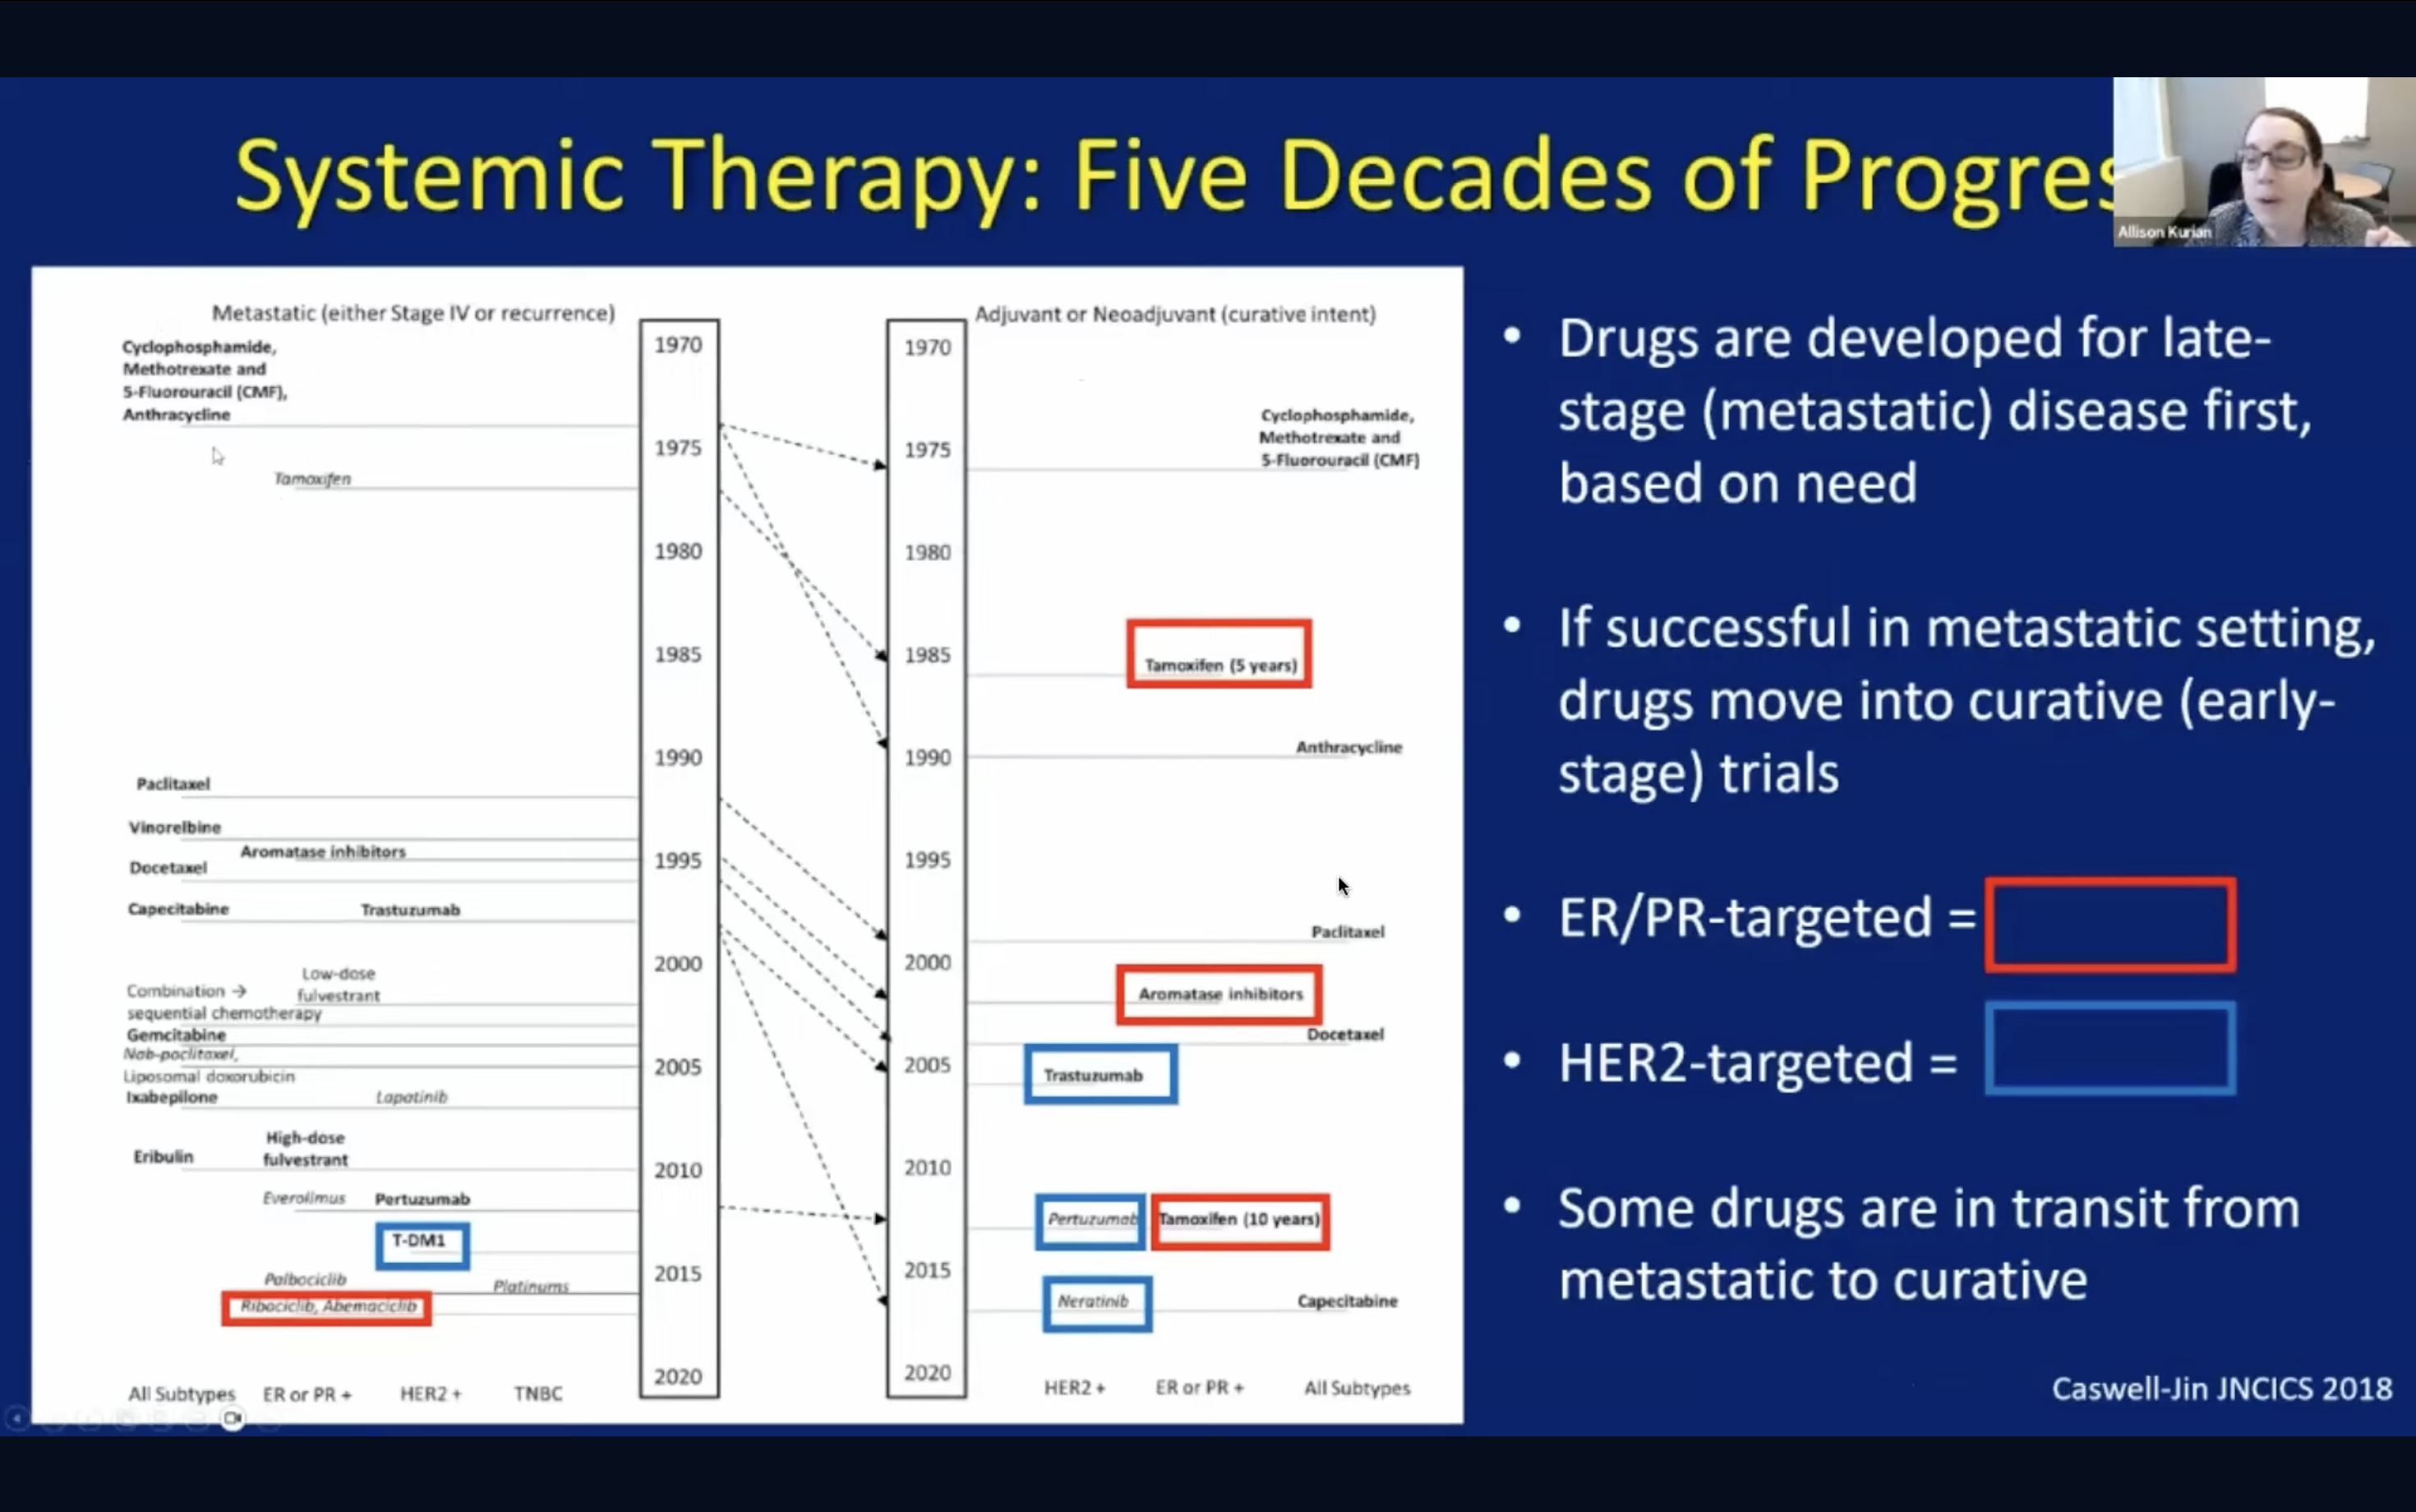 Systemic Therapy: Five Decades of Progres
Allison Kurian
Metastatic (either Stage IV or recurrence)
Cyclophosphamide,
Methotrexate and
5-Fluorouracil (CMF),
Anthracycline
Tamoxifen
Paclitaxel
Vinorelbine
Aromatase inhibitors
Docetaxel
Capecitabine
Trastuzumab
Low-dose
fulvestrant
Combination →
sequential chemotherapy
Gemcitabine
Nab-paclitaxel,
Liposomal doxorubicin
Ixabepilone
Lapatinib
High-dose
fulvestrant
Eribulin
Everolimus
Pertuzumab
T-DM1
Palbociclib
Platinums
Ribociclib, Abemaciclib
All Subtypes
ER or PR +
HER2 +
TNBC
1970
1975
1980
1985
1990
1995
2000
2005
2010
2015
2020
1970
1975
1980
1985
1990
1995
2000
2005
2010
2015
2020
Adjuvant or Neoadjuvant (curative intent)
Cyclophosphamide,
Methotrexate and
5-Fluorouracil (CMF)
Tamoxifen (5 years)
Anthracycline
Paclitaxel
Aromatase inhibitors
Docetaxel
Trastuzumab
Pertuzumab
Tamoxifen (10 years)
Neratinib
Capecitabine
HER2 +
ER or PR +
All Subtypes
• Drugs are developed for late-
stage (metastatic) disease first,
based on need
• If successful in metastatic setting,
drugs move into curative (early-
stage) trials
• ER/PR-targeted =
• HER2-targeted =
• Some drugs are in transit from
metastatic to curative
Caswell-Jin JNCICS 2018